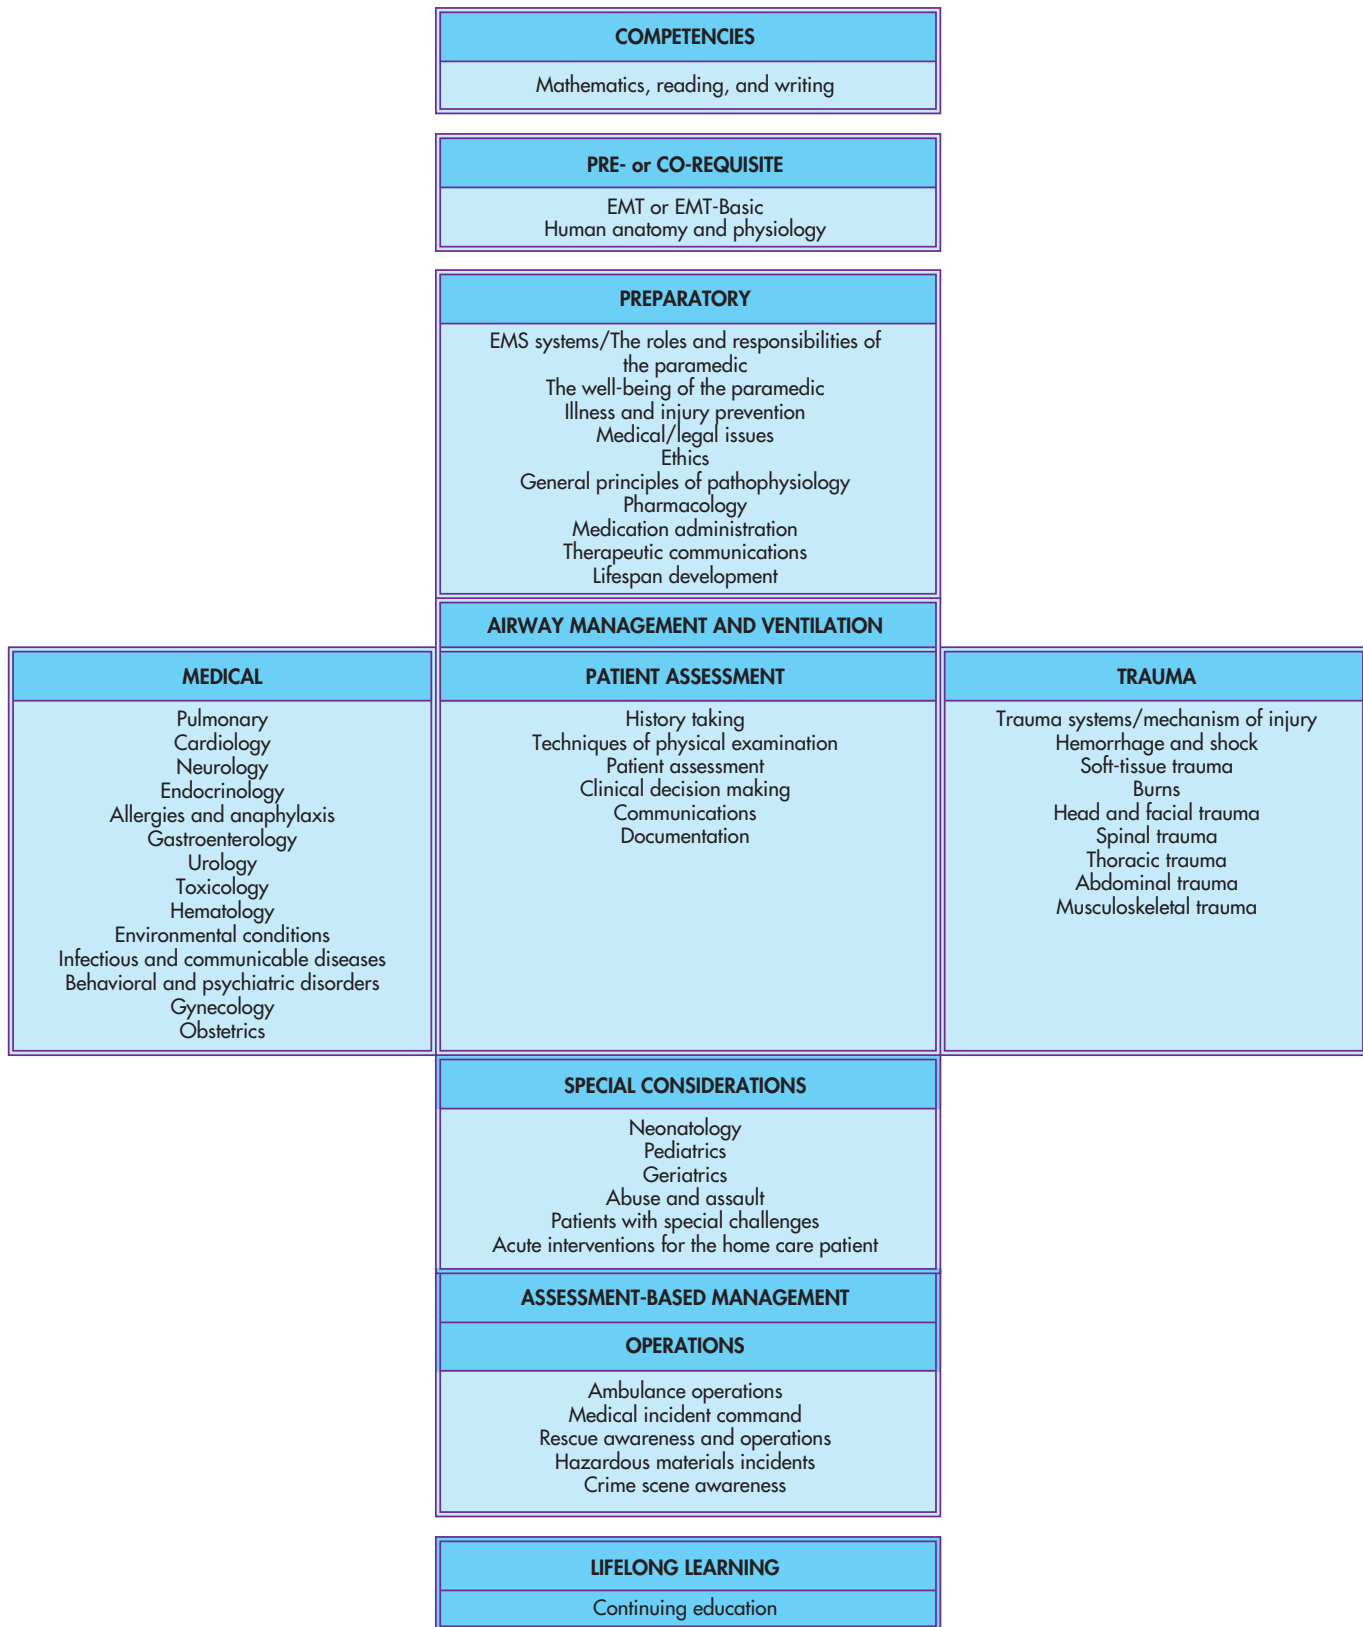 COMPETENCIES
Mathematics, reading, and writing
PRE- or CO-REQUISITE
EMT or EMT-Basic
Human anatomy and physiology
PREPARATORY
EMS systems/The roles and responsibilities of
the paramedic
The well-being of the paramedic
Illness and injury prevention
Medical/legal issues
Ethics
General principles of pathophysiology
Pharmacology
Medication administration
Therapeutic communications
Lifespan development
AIRWAY MANAGEMENT AND VENTILATION
MEDICAL
Pulmonary
Cardiology
Neurology
Endocrinology
Allergies and anaphylaxis
Gastroenterology
Urology
Toxicology
Hematology
Environmental conditions
Infectious and communicable diseases
Behavioral and psychiatric disorders
Gynecology
Obstetrics
PATIENT ASSESSMENT
History taking
Techniques of physical examination
Patient assessment
Clinical decision making
Communications
Documentation
TRAUMA
Trauma systems/mechanism of injury
Hemorrhage and shock
Soft-tissue trauma
Burns
Head and facial trauma
Spinal trauma
Thoracic trauma
Abdominal trauma
Musculoskeletal trauma
SPECIAL CONSIDERATIONS
Neonatology
Pediatrics
Geriatrics
Abuse and assault
Patients with special challenges
Acute interventions for the home care patient
ASSESSMENT-BASED MANAGEMENT
OPERATIONS
Ambulance operations
Medical incident command
Rescue awareness and operations
Hazardous materials incidents
Crime scene awareness
LIFELONG LEARNING
Continuing education